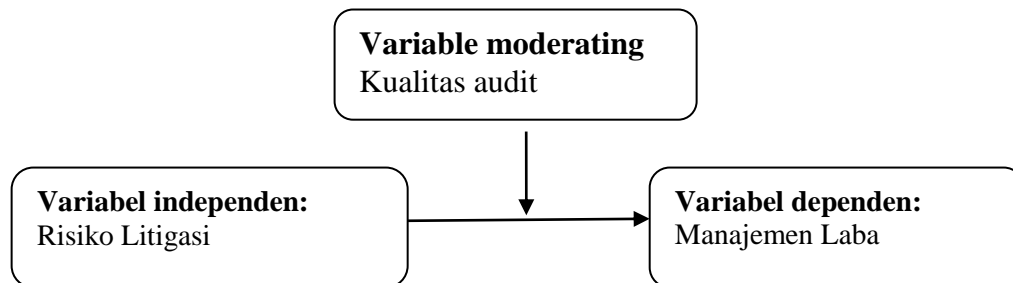 Variable moderating
Kualitas audit
Variabel independen:
Risiko Litigasi
Variabel dependen:
Manajemen Laba